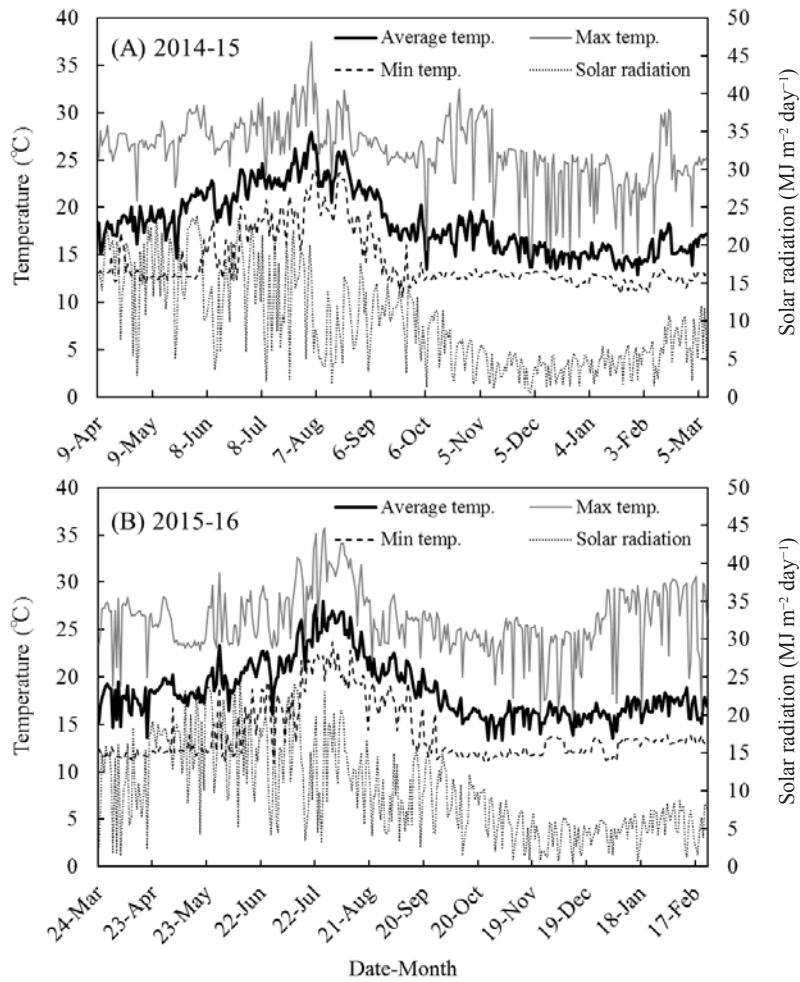 (A) 2014-15
Average temp.
Max temp.
Min temp.
Solar radiation
Temperature (℃)
40
35
30
25
20
15
10
5
0
50
45
40
35
30
25
20
15
10
5
0
Solar radiation (MJ m⁻² day⁻¹)
9-Apr
9-May
8-Jun
8-Jul
7-Aug
6-Sep
6-Oct
5-Nov
5-Dec
4-Jan
3-Feb
5-Mar
(B) 2015-16
Average temp.
Max temp.
Min temp.
Solar radiation
Temperature (℃)
40
35
30
25
20
15
10
5
0
50
45
40
35
30
25
20
15
10
5
0
Solar radiation (MJ m⁻² day⁻¹)
24-Mar
23-Apr
23-May
22-Jun
22-Jul
21-Aug
20-Sep
20-Oct
19-Nov
19-Dec
18-Jan
17-Feb
Date-Month